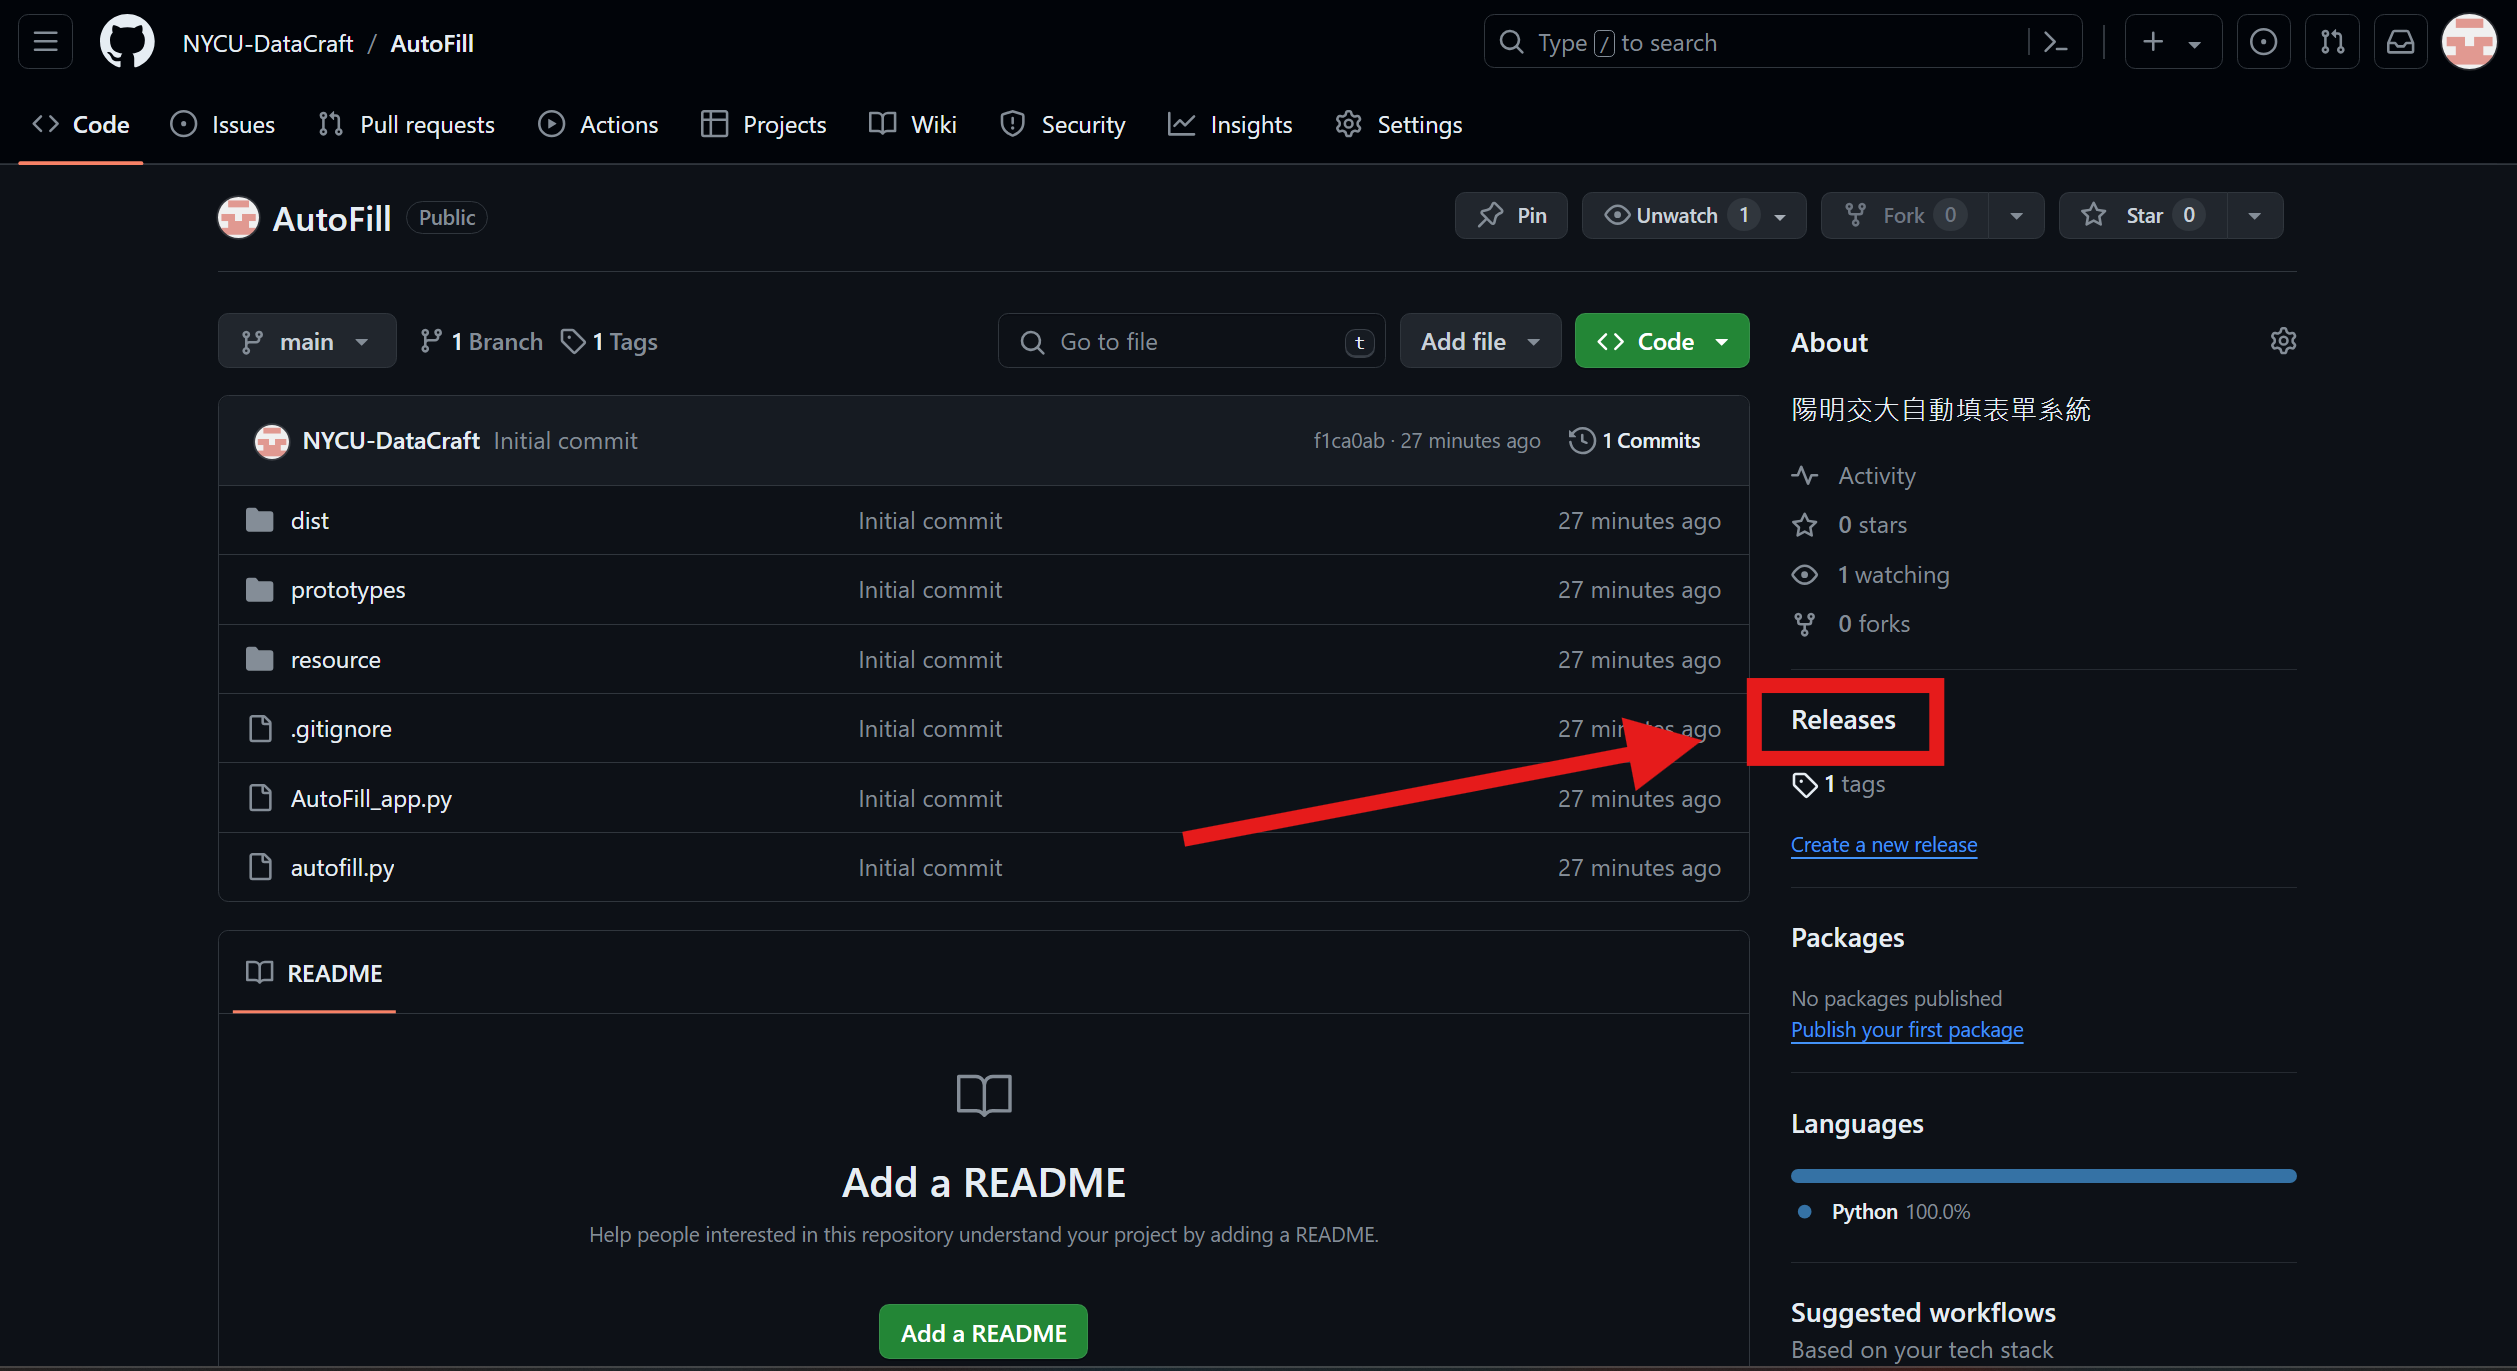 NYCU-DataCraft / AutoFill
Type / to search
Code Issues Pull requests Actions Projects Wiki Security Insights Settings
AutoFill Public
Pin Unwatch 1 Fork 0 Star 0
main 1 Branch 1 Tags
Go to file t Add file Code
NYCU-DataCraft Initial commit f1ca0ab · 27 minutes ago 1 Commits
dist Initial commit 27 minutes ago
prototypes Initial commit 27 minutes ago
resource Initial commit 27 minutes ago
.gitignore Initial commit 27 minutes ago
AutoFill_app.py Initial commit 27 minutes ago
autofill.py Initial commit 27 minutes ago
README
Add a README
Help people interested in this repository understand your project by adding a README.
Add a README
About
陽明交大自動填表單系統
Activity
0 stars
1 watching
0 forks
Releases
1 tags
Create a new release
Packages
No packages published
Publish your first package
Languages
Python 100.0%
Suggested workflows
Based on your tech stack